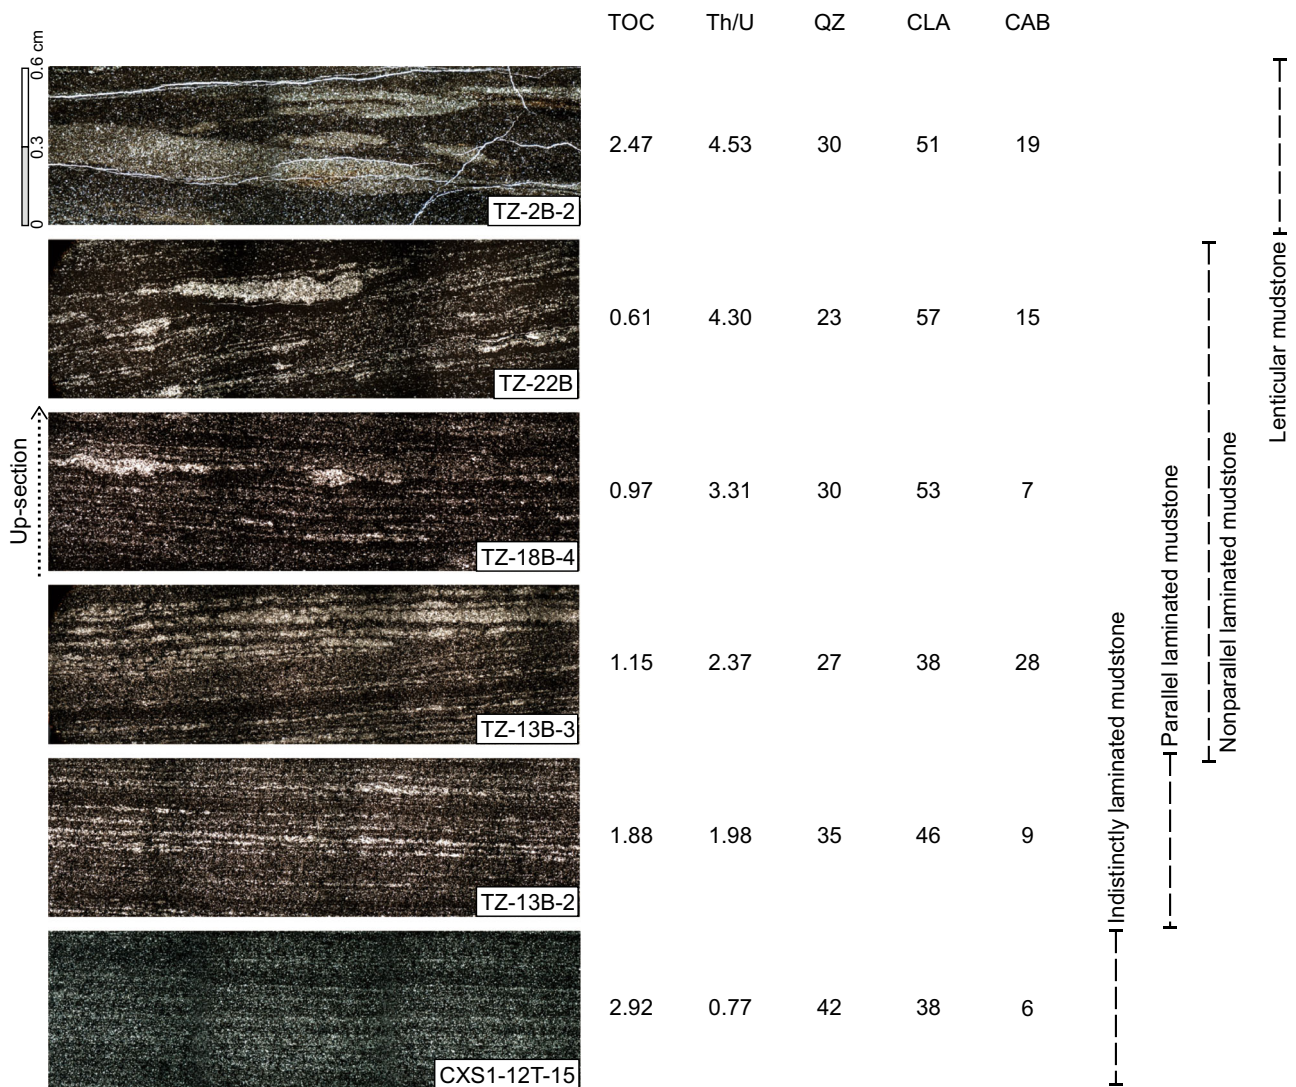 TOC Th/U QZ CLA CAB
0.6 cm
0.3
0
TZ-2B-2
2.47 4.53 30 51 19
TZ-22B
0.61 4.30 23 57 15
Up-section
TZ-18B-4
0.97 3.31 30 53 7
TZ-13B-3
1.15 2.37 27 38 28
TZ-13B-2
1.88 1.98 35 46 9
CXS1-12T-15
2.92 0.77 42 38 6
Indistinctly laminated mudstone
Parallel laminated mudstone
Nonparallel laminated mudstone
Lenticular mudstone